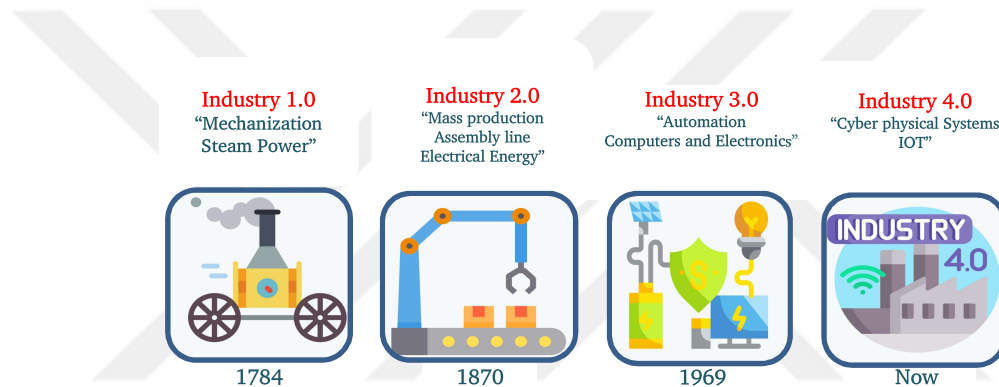 Industry 1.0
“Mechanization
Steam Power”
1784
Industry 2.0
“Mass production
Assembly line
Electrical Energy”
1870
Industry 3.0
“Automation
Computers and Electronics”
1969
Industry 4.0
“Cyber physical Systems
IOT”
INDUSTRY
4.0
Now